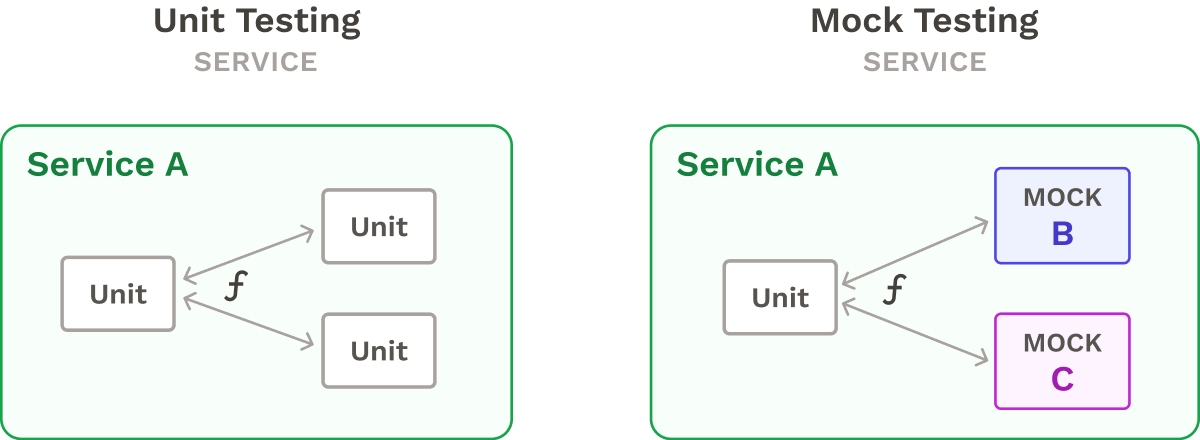 Unit Testing
SERVICE
Service A
Unit
f
Unit
Unit
Mock Testing
SERVICE
Service A
Unit
f
MOCK
B
MOCK
C